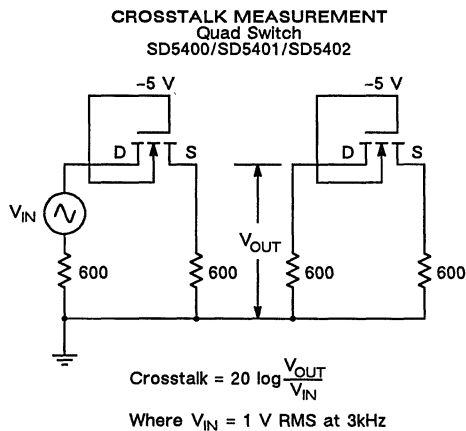 CROSSTALK MEASUREMENT
Quad Switch
SD5400/SD5401/SD5402
-5 V
-5 V
D
S
D
S
VIN
VOUT
600
600
600
600
Crosstalk = 20 log VOUT/VIN
Where VIN = 1 V RMS at 3kHz